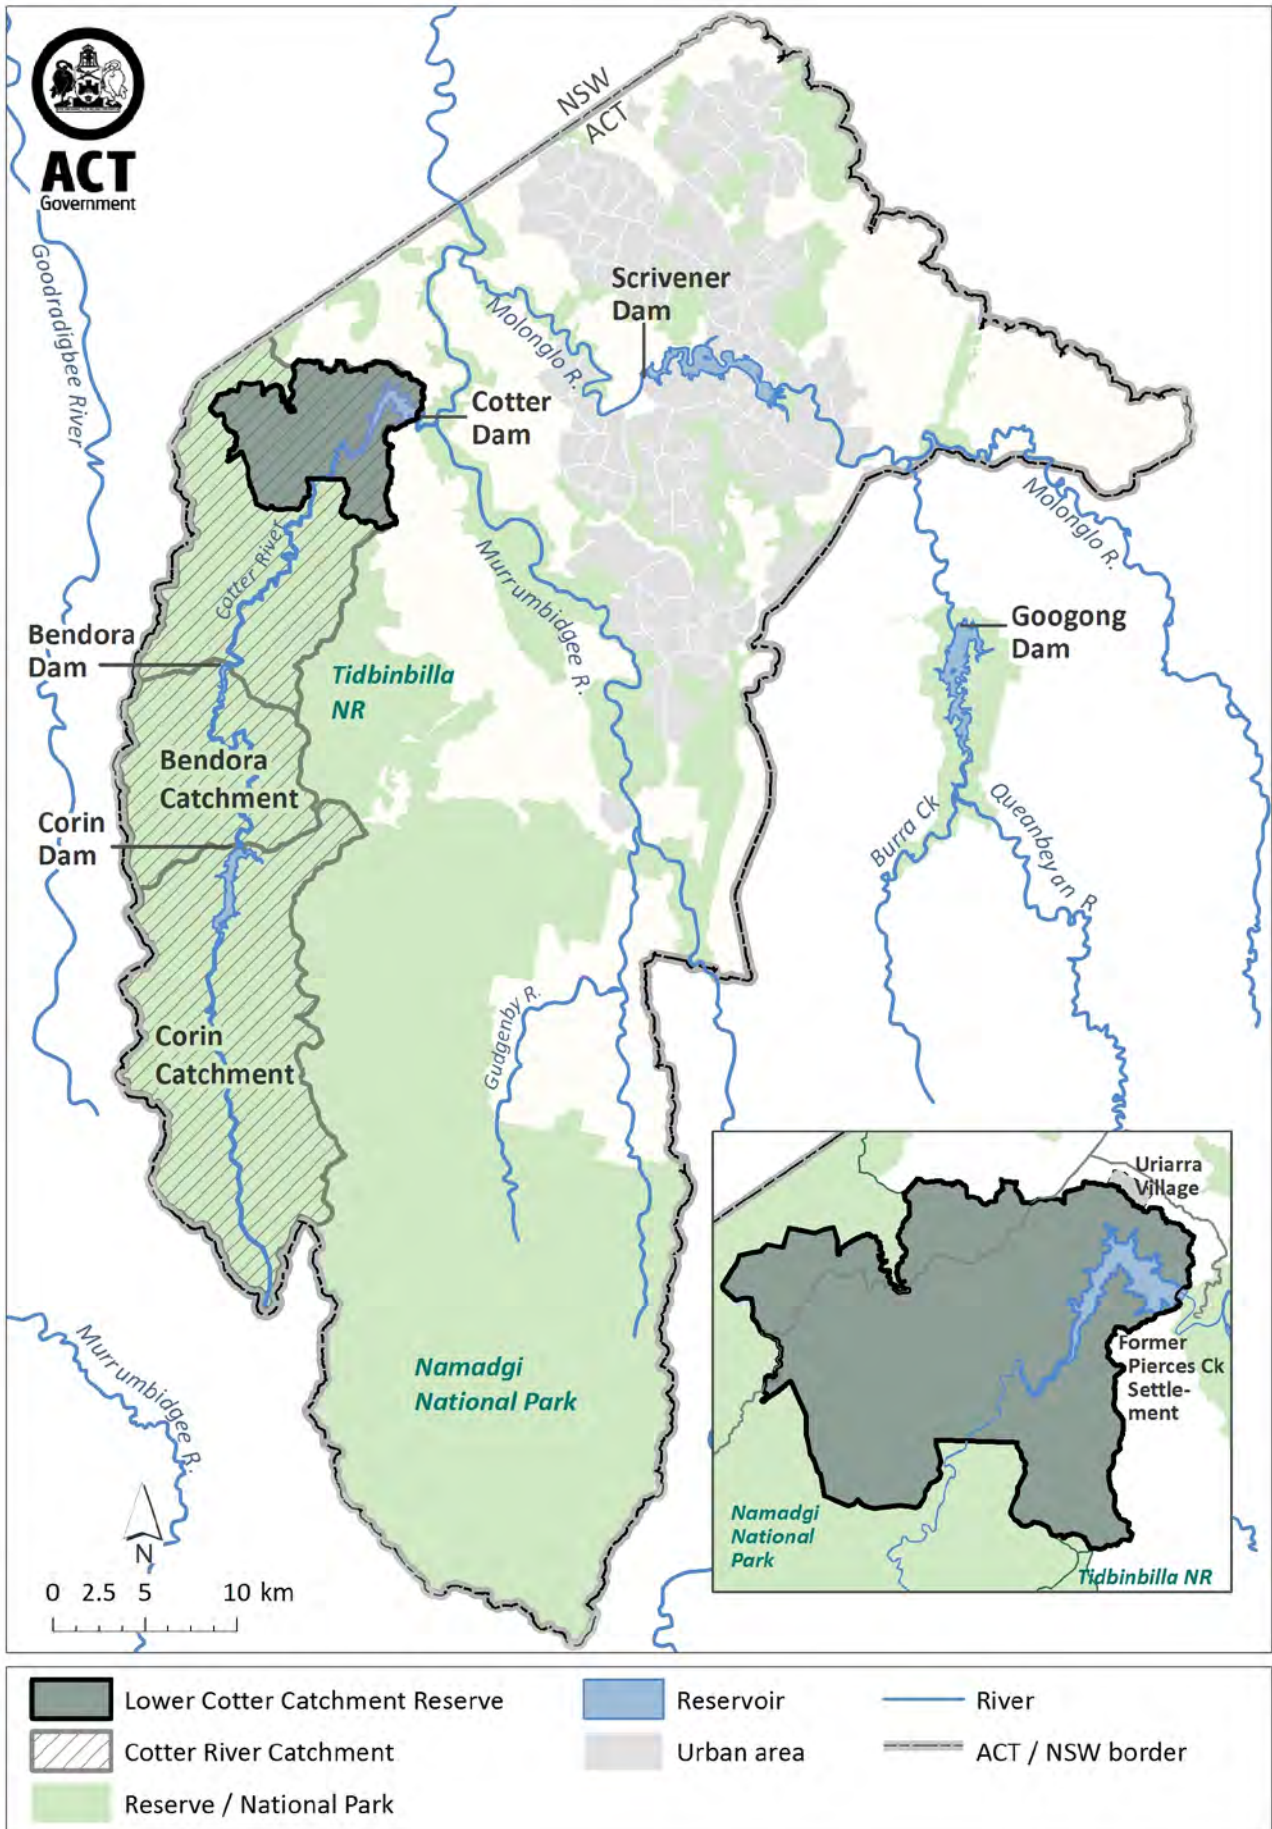 ACT
Government
NSW
ACT
Goodradigbee River
Scrivener
Dam
Molonglo R.
Cotter
Dam
Molonglo R.
Cotter River
Murrumbidgee R.
Googong
Dam
Bendora
Dam
Tidbinbilla
NR
Bendora
Catchment
Corin
Dam
Burra Ck
Queanbeyan R
Corin
Catchment
Gudgenby R.
Uriarra
Village
Former
Pierces Ck
Settle-
ment
Namadgi
National
Park
Tidbinbilla NR
Murrumbidgee R.
Namadgi
National Park
N
0 2.5 5 10 km
Lower Cotter Catchment Reserve
Cotter River Catchment
Reserve / National Park
Reservoir
Urban area
River
ACT / NSW border